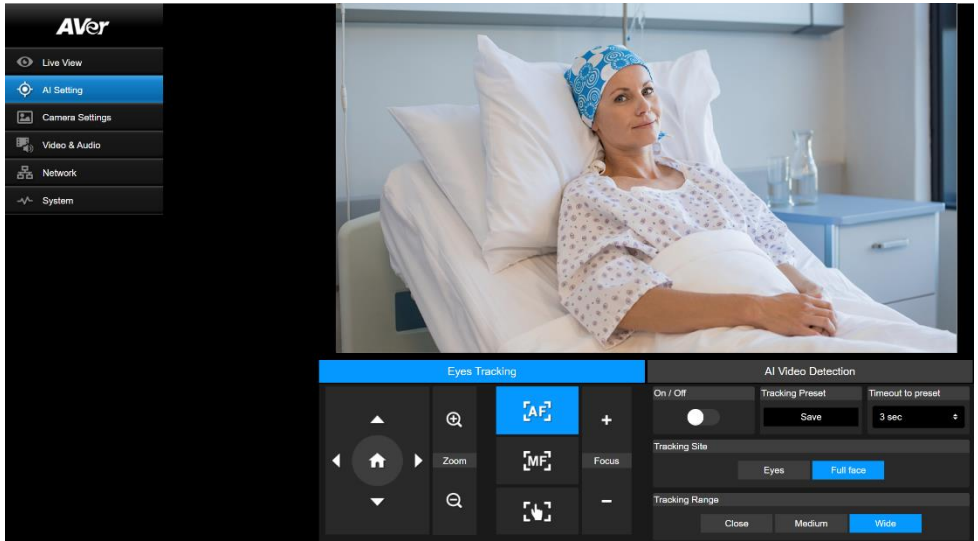 AVer
Live View
AI Setting
Camera Settings
Video & Audio
Network
System
Eyes Tracking
AI Video Detection
Zoom
AF
MF
+
Focus
−
On / Off
Tracking Preset
Timeout to preset
Save
3 sec
Tracking Site
Eyes
Full face
Tracking Range
Close
Medium
Wide